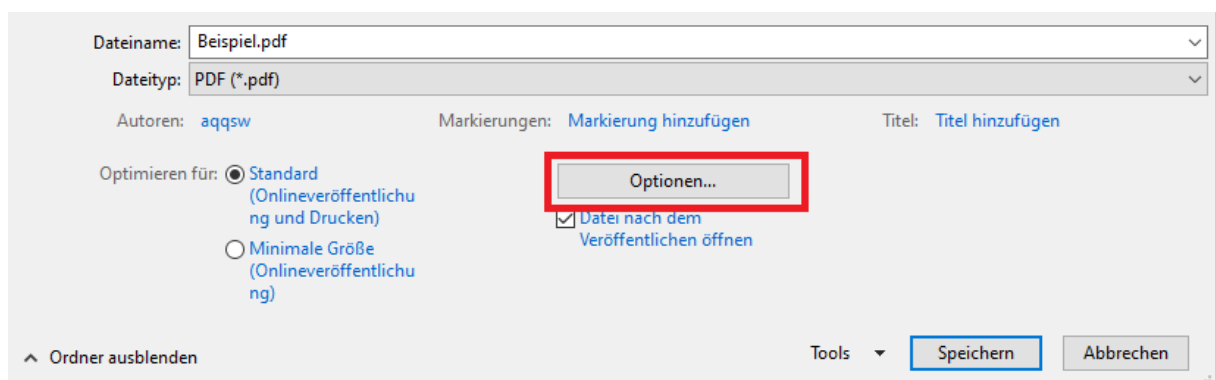 Dateiname: Beispiel.pdf
Dateityp: PDF (*.pdf)
Autoren: aqqsw Markierungen: Markierung hinzufügen Titel: Titel hinzufügen
Optimieren für: Standard
(Onlineveröffentlichu
ng und Drucken)
Minimale Größe
(Onlineveröffentlichu
ng)
Optionen...
Datei nach dem
Veröffentlichen öffnen
Ordner ausblenden Tools Speichern Abbrechen